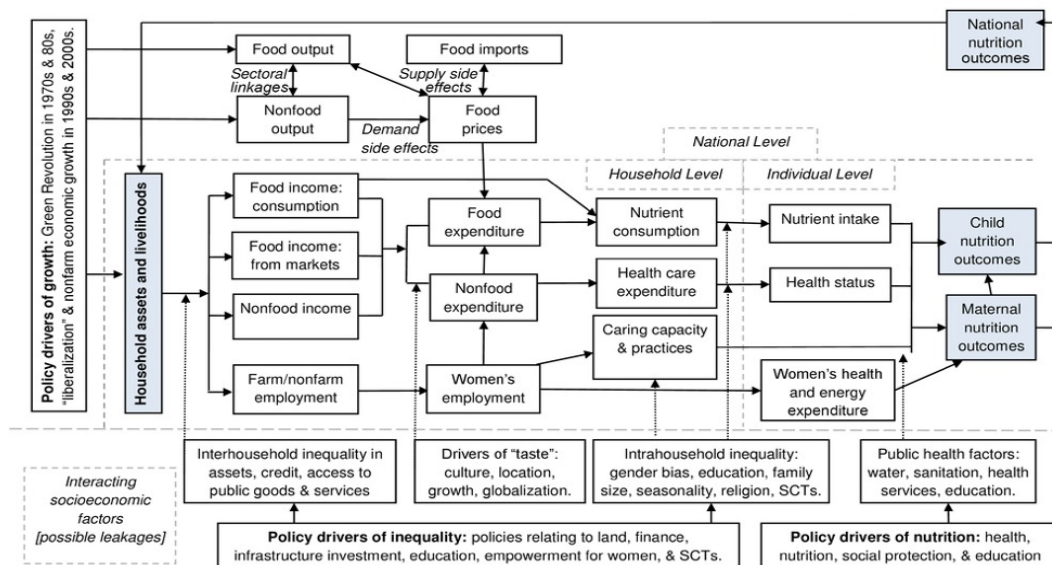 Policy drivers of growth: Green Revolution in 1970s & 80s,
“liberalization” & nonfarm economic growth in 1990s & 2000s.
Food output
Food imports
National
nutrition
outcomes
Sectoral
linkages
Supply side
effects
Nonfood
output
Demand
side effects
Food
prices
National Level
Household Level
Individual Level
Household assets and livelihoods
Food income:
consumption
Food
expenditure
Nutrient
consumption
Nutrient intake
Child
nutrition
outcomes
Food income:
from markets
Nonfood
expenditure
Health care
expenditure
Health status
Nonfood income
Caring capacity
& practices
Maternal
nutrition
outcomes
Farm/nonfarm
employment
Women’s
employment
Women’s health
and energy
expenditure
Interacting
socioeconomic
factors
[possible leakages]
Interhousehold inequality in
assets, credit, access to
public goods & services
Drivers of “taste”:
culture, location,
growth, globalization.
Intrahousehold inequality:
gender bias, education, family
size, seasonality, religion, SCTs.
Public health factors:
water, sanitation, health
services, education.
Policy drivers of inequality: policies relating to land, finance,
infrastructure investment, education, empowerment for women, & SCTs.
Policy drivers of nutrition: health,
nutrition, social protection, & education